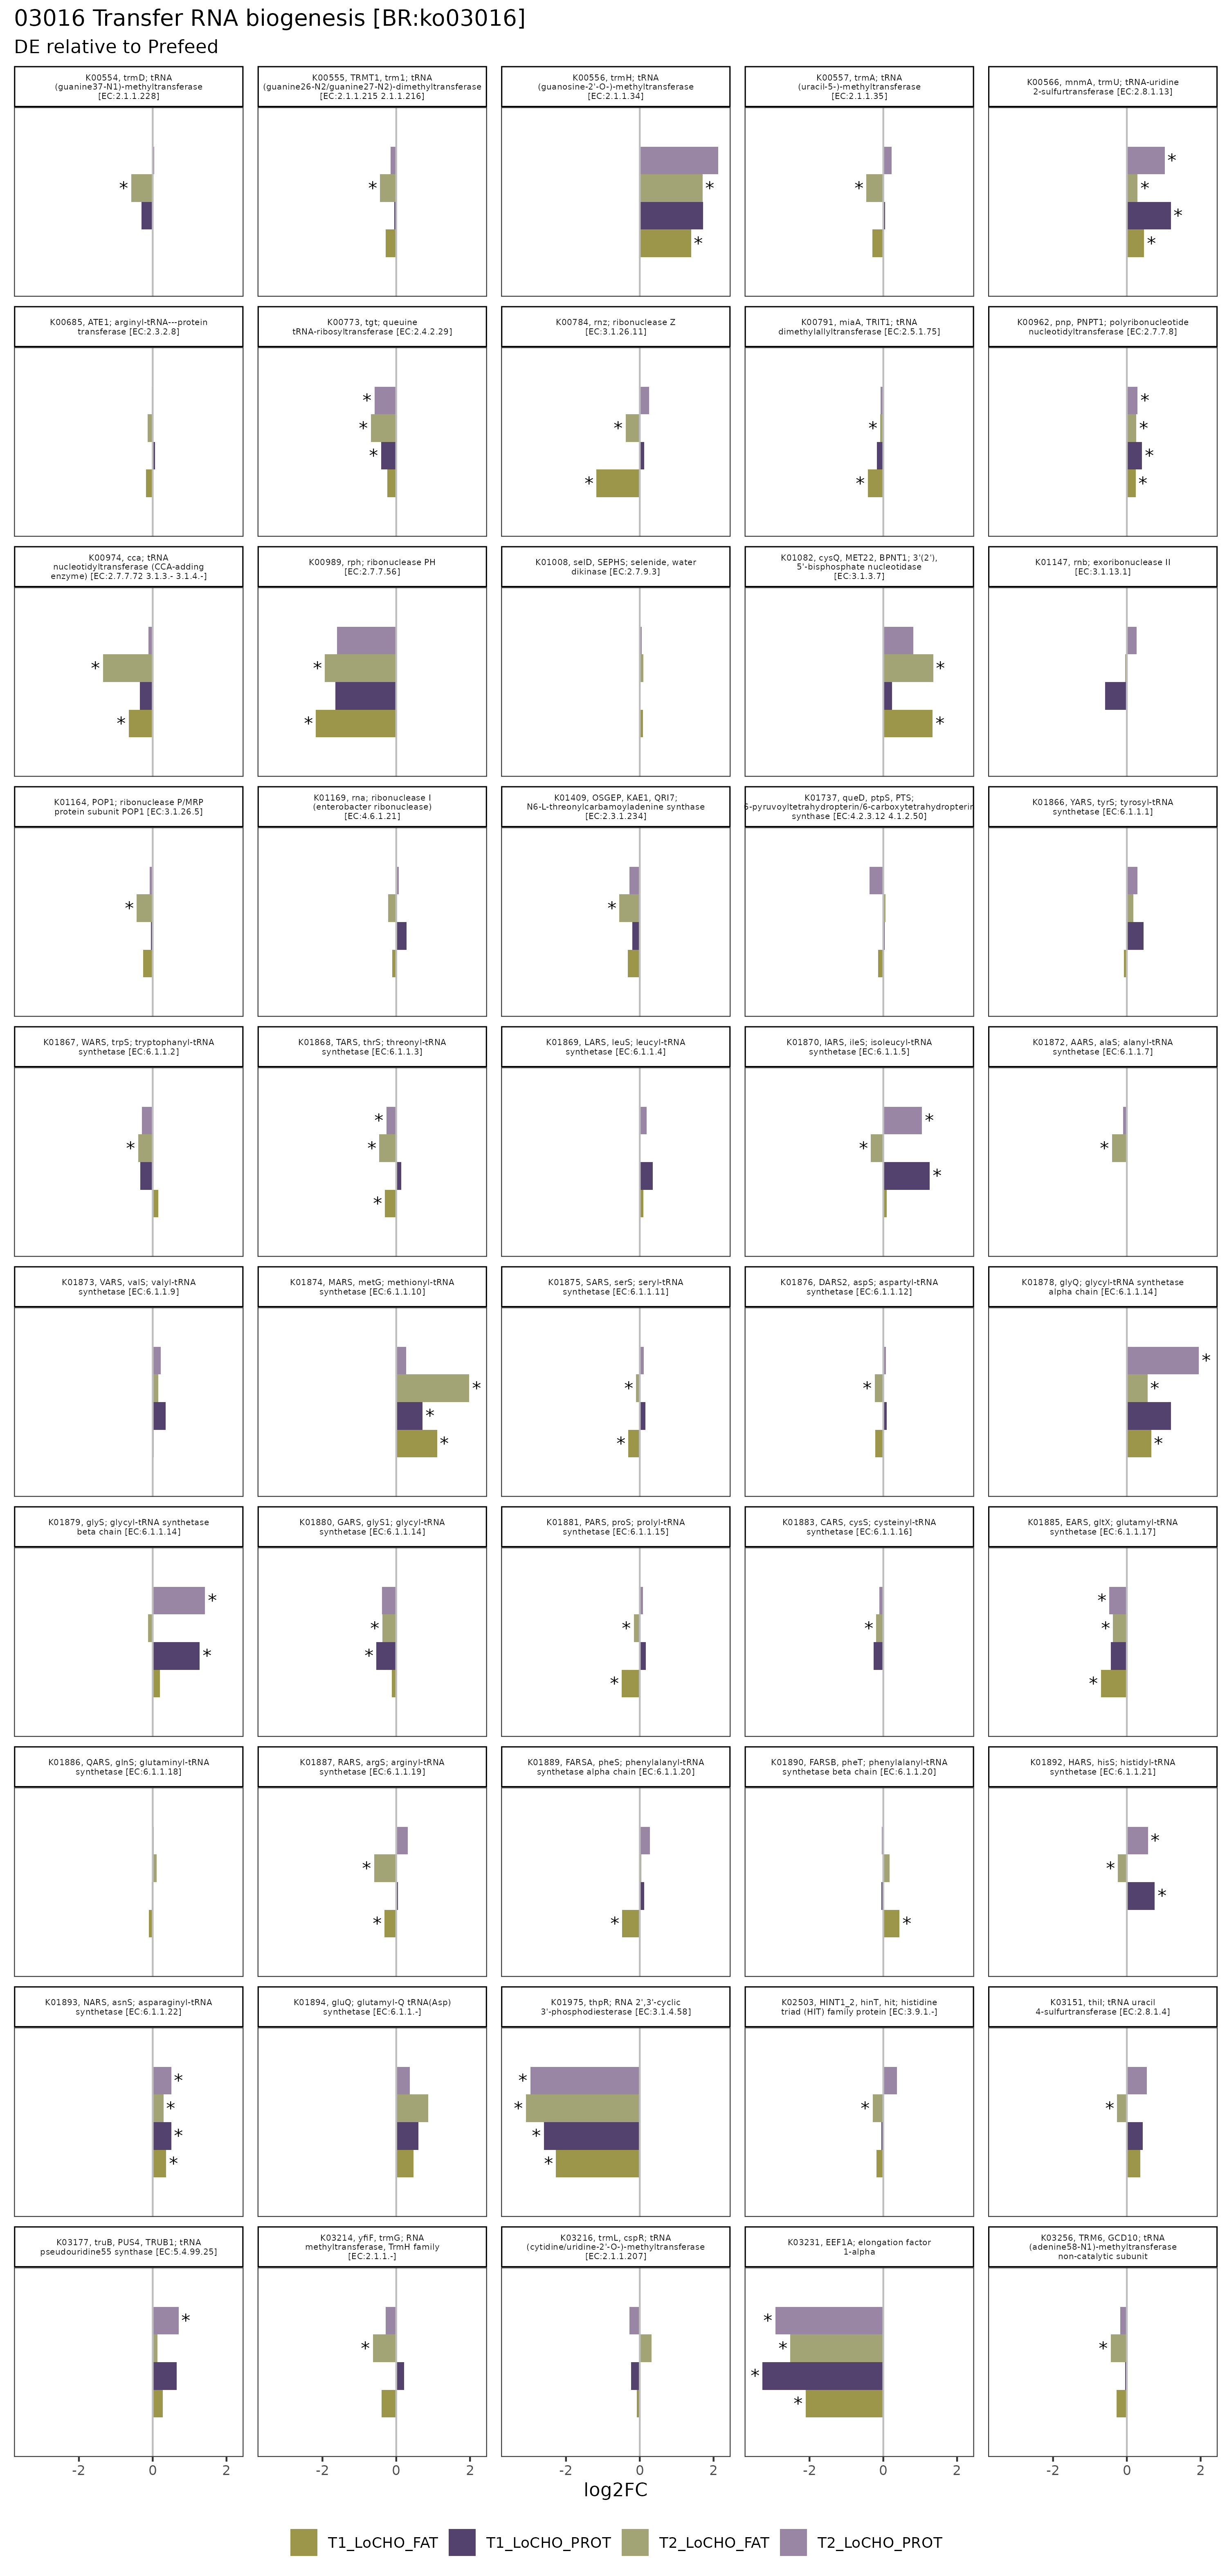 03016 Transfer RNA biogenesis [BR:ko03016]
DE relative to Prefeed
K00554, trmD; tRNA
(guanine37-N1)-methyltransferase
[EC:2.1.1.228]
K00555, TRMT1, trm1; tRNA
(guanine26-N2/guanine27-N2)-dimethyltransferase
[EC:2.1.1.215 2.1.1.216]
K00556, trmH; tRNA
(guanosine-2'-O-)-methyltransferase
[EC:2.1.1.34]
K00557, trmA; tRNA
(uracil-5-)-methyltransferase
[EC:2.1.1.35]
K00566, mnmA, trmU; tRNA-uridine
2-sulfurtransferase [EC:2.8.1.13]
*
*
* *
*
*
*
*
*
K00685, ATE1; arginyl-tRNA---protein
transferase [EC:2.3.2.8]
K00773, tgt; queuine
tRNA-ribosyltransferase [EC:2.4.2.29]
K00784, rnz; ribonuclease Z
[EC:3.1.26.11]
K00791, miaA, TRIT1; tRNA
dimethylallyltransferase [EC:2.5.1.75]
K00962, pnp, PNPT1; polyribonucleotide
nucleotidyltransferase [EC:2.7.7.8]
*
*
*
*
*
*
*
*
*
*
*
K00974, cca; tRNA
nucleotidyltransferase (CCA-adding
enzyme) [EC:2.7.7.72 3.1.3.- 3.1.4.-]
K00989, rph; ribonuclease PH
[EC:2.7.7.56]
K01008, selD, SEPHS; selenide, water
dikinase [EC:2.7.9.3]
K01082, cysQ, MET22, BPNT1; 3'(2'),
5'-bisphosphate nucleotidase
[EC:3.1.3.7]
K01147, rnb; exoribonuclease II
[EC:3.1.13.1]
*
*
*
*
*
*
K01164, POP1; ribonuclease P/MRP
protein subunit POP1 [EC:3.1.26.5]
K01169, rna; ribonuclease I
(enterobacter ribonuclease)
[EC:4.6.1.21]
K01409, OSGEP, KAE1, QRI7;
N6-L-threonylcarbamoyladenine synthase
[EC:2.3.1.234]
K01737, queD, ptpS, PTS;
6-pyruvoyltetrahydropterin/6-carboxytetrahydropterin
synthase [EC:4.2.3.12 4.1.2.50]
K01866, YARS, tyrS; tyrosyl-tRNA
synthetase [EC:6.1.1.1]
*
*
K01867, WARS, trpS; tryptophanyl-tRNA
synthetase [EC:6.1.1.2]
K01868, TARS, thrS; threonyl-tRNA
synthetase [EC:6.1.1.3]
K01869, LARS, leuS; leucyl-tRNA
synthetase [EC:6.1.1.4]
K01870, IARS, ileS; isoleucyl-tRNA
synthetase [EC:6.1.1.5]
K01872, AARS, alaS; alanyl-tRNA
synthetase [EC:6.1.1.7]
*
*
*
*
*
*
*
*
K01873, VARS, valS; valyl-tRNA
synthetase [EC:6.1.1.9]
K01874, MARS, metG; methionyl-tRNA
synthetase [EC:6.1.1.10]
K01875, SARS, serS; seryl-tRNA
synthetase [EC:6.1.1.11]
K01876, DARS2, aspS; aspartyl-tRNA
synthetase [EC:6.1.1.12]
K01878, glyQ; glycyl-tRNA synthetase
alpha chain [EC:6.1.1.14]
*
*
*
*
*
*
*
*
*
K01879, glyS; glycyl-tRNA synthetase
beta chain [EC:6.1.1.14]
K01880, GARS, glyS1; glycyl-tRNA
synthetase [EC:6.1.1.14]
K01881, PARS, proS; prolyl-tRNA
synthetase [EC:6.1.1.15]
K01883, CARS, cysS; cysteinyl-tRNA
synthetase [EC:6.1.1.16]
K01885, EARS, gltX; glutamyl-tRNA
synthetase [EC:6.1.1.17]
*
*
*
*
*
*
*
*
*
*
K01886, QARS, glnS; glutaminyl-tRNA
synthetase [EC:6.1.1.18]
K01887, RARS, argS; arginyl-tRNA
synthetase [EC:6.1.1.19]
K01889, FARSA, pheS; phenylalanyl-tRNA
synthetase alpha chain [EC:6.1.1.20]
K01890, FARSB, pheT; phenylalanyl-tRNA
synthetase beta chain [EC:6.1.1.20]
K01892, HARS, hisS; histidyl-tRNA
synthetase [EC:6.1.1.21]
*
*
*
*
*
*
*
K01893, NARS, asnS; asparaginyl-tRNA
synthetase [EC:6.1.1.22]
K01894, gluQ; glutamyl-Q tRNA(Asp)
synthetase [EC:6.1.1.-]
K01975, thpR; RNA 2',3'-cyclic
3'-phosphodiesterase [EC:3.1.4.58]
K02503, HINT1_2, hinT, hit; histidine
triad (HIT) family protein [EC:3.9.1.-]
K03151, thiI; tRNA uracil
4-sulfurtransferase [EC:2.8.1.4]
*
*
*
*
*
*
*
*
*
*
K03177, truB, PUS4, TRUB1; tRNA
pseudouridine55 synthase [EC:5.4.99.25]
K03214, yfiF, trmG; RNA
methyltransferase, TrmH family
[EC:2.1.1.-]
K03216, trmL, cspR; tRNA
(cytidine/uridine-2'-O-)-methyltransferase
[EC:2.1.1.207]
K03231, EEF1A; elongation factor
1-alpha
K03256, TRM6, GCD10; tRNA
(adenine58-N1)-methyltransferase
non-catalytic subunit
*
*
*
*
*
*
*
-2 0 2 -2 0 2 -2 0 2 -2 0 2 -2 0 2
log2FC
T1_LoCHO_FAT T1_LoCHO_PROT T2_LoCHO_FAT T2_LoCHO_PROT